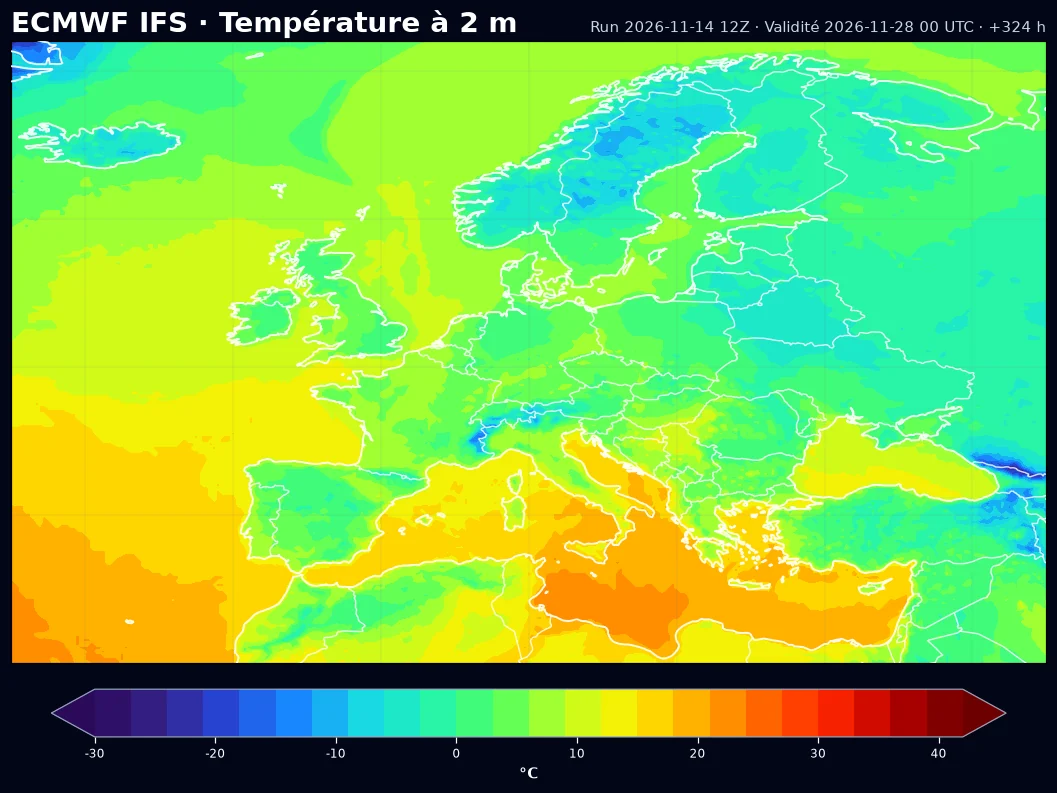 ECMWF IFS · Température à 2 m
Run 2026-11-14 12Z · Validité 2026-11-28 00 UTC · +324 h
-30 -20 -10 0 10 20 30 40
°C